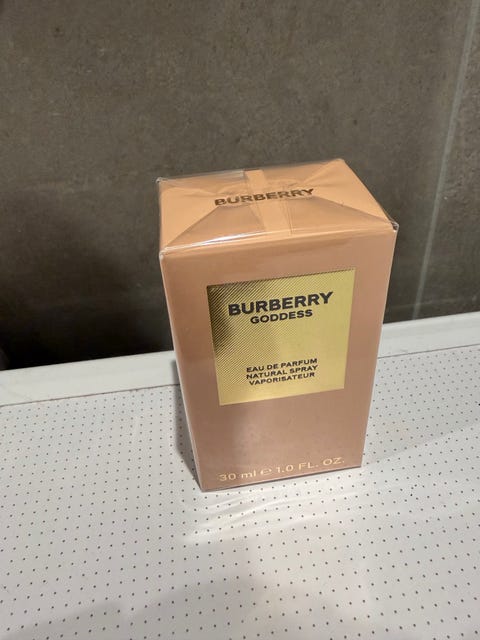 BURBERRY
BURBERRY
GODDESS
EAU DE PARFUM
NATURAL SPRAY
VAPORISATEUR
30 ml ℮ 1.0 FL. OZ.